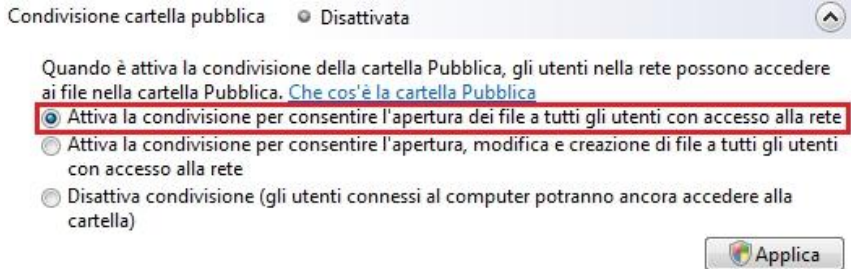 Condivisione cartella pubblica Disattivata
Quando è attiva la condivisione della cartella Pubblica, gli utenti nella rete possono accedere
ai file nella cartella Pubblica. Che cos'è la cartella Pubblica
Attiva la condivisione per consentire l'apertura dei file a tutti gli utenti con accesso alla rete
Attiva la condivisione per consentire l'apertura, modifica e creazione di file a tutti gli utenti
con accesso alla rete
Disattiva condivisione (gli utenti connessi al computer potranno ancora accedere alla
cartella)
Applica